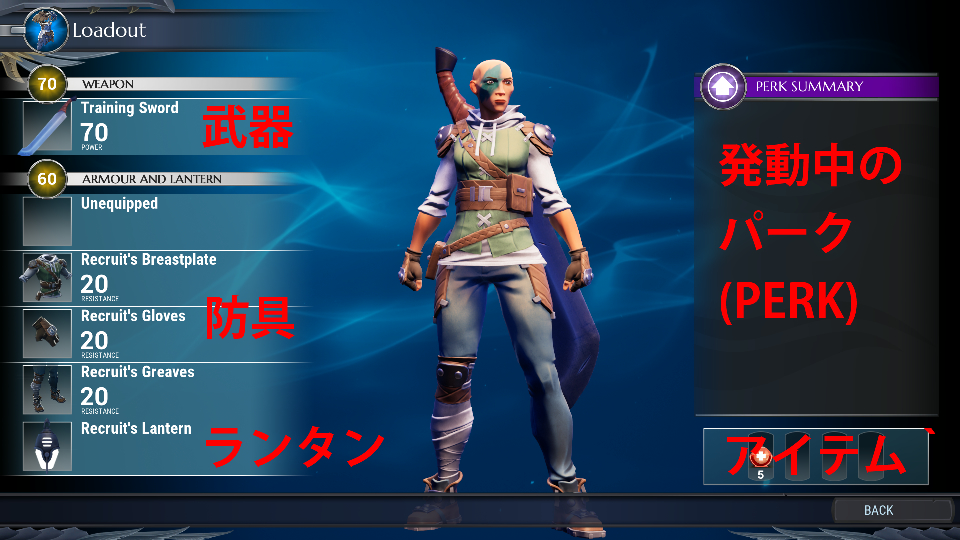 Loadout
70 WEAPON
Training Sword
70
POWER
武器
60 ARMOUR AND LANTERN
Unequipped
Recruit's Breastplate
20
RESISTANCE
防具
Recruit's Gloves
20
RESISTANCE
Recruit's Greaves
20
RESISTANCE
Recruit's Lantern
ランタン
PERK SUMMARY
発動中の
パーク
(PERK)
アイテム
5
BACK